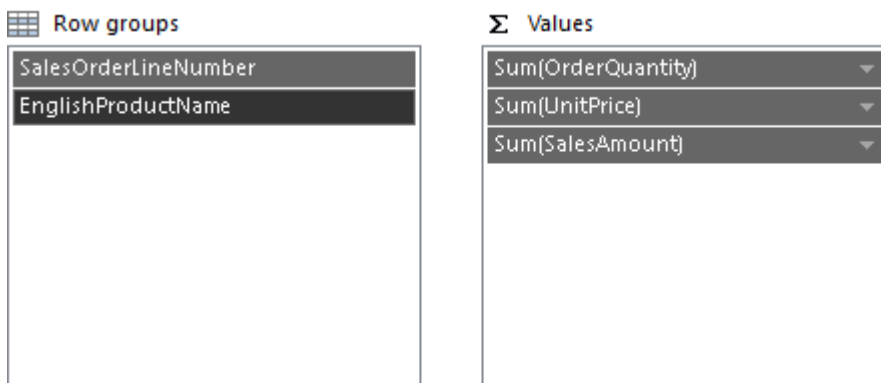 Row groups
SalesOrderLineNumber
EnglishProductName
Σ Values
Sum(OrderQuantity)
Sum(UnitPrice)
Sum(SalesAmount)